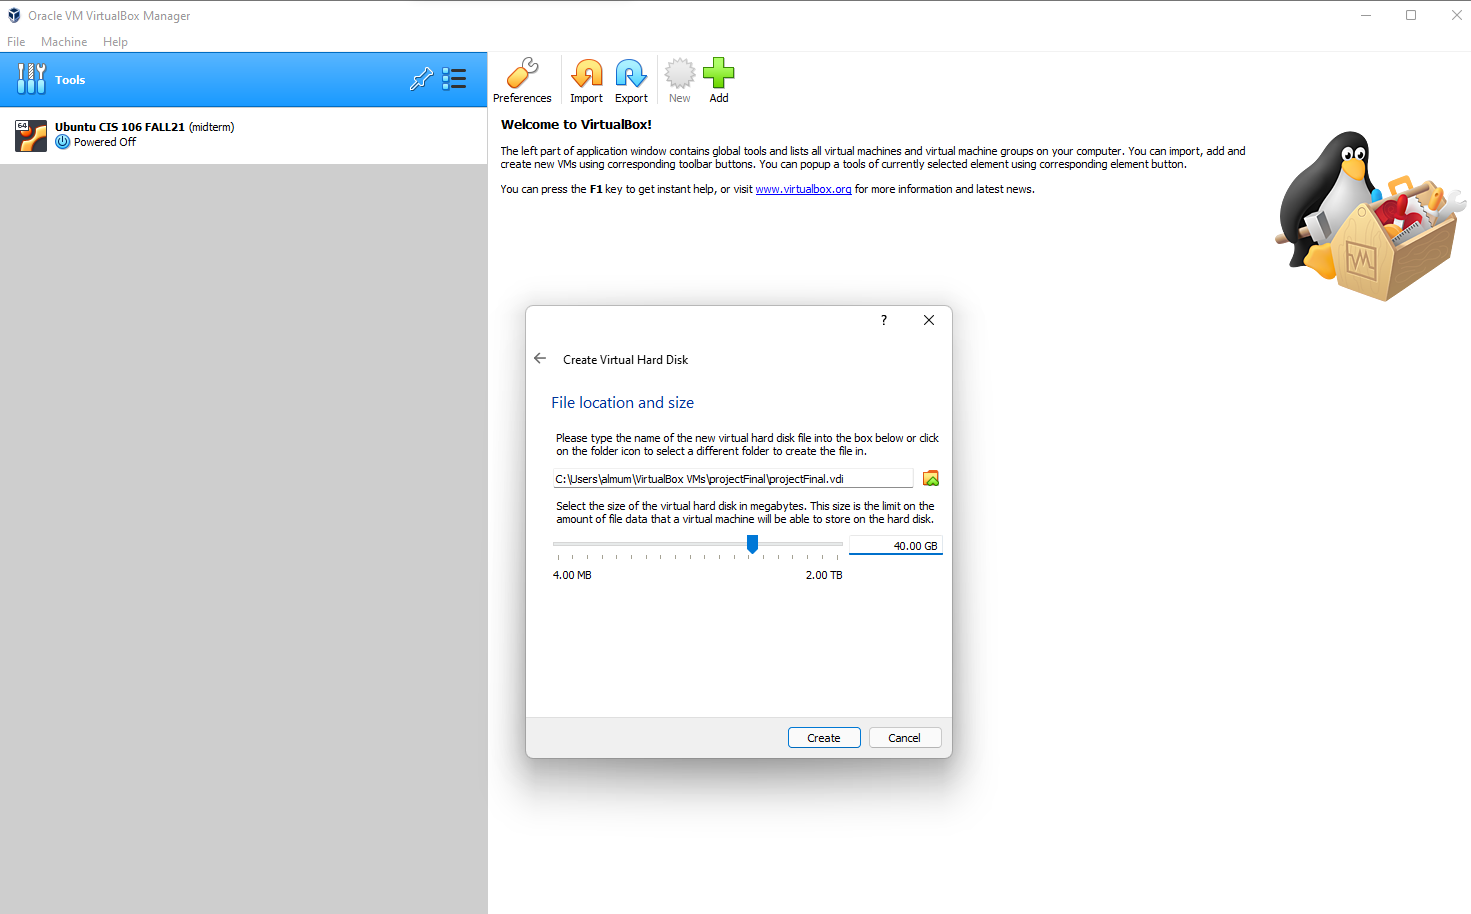 Oracle VM VirtualBox Manager
File Machine Help
Tools
64
Ubuntu CIS 106 FALL21 (midterm)
Powered Off
Preferences Import Export New Add
Welcome to VirtualBox!
The left part of application window contains global tools and lists all virtual machines and virtual machine groups on your computer. You can import, add and
create new VMs using corresponding toolbar buttons. You can popup a tools of currently selected element using corresponding element button.
You can press the F1 key to get instant help, or visit www.virtualbox.org for more information and latest news.
VM
?
Create Virtual Hard Disk
File location and size
Please type the name of the new virtual hard disk file into the box below or click
on the folder icon to select a different folder to create the file in.
C:\Users\almum\VirtualBox VMs\projectFinal\projectFinal.vdi
Select the size of the virtual hard disk in megabytes. This size is the limit on the
amount of file data that a virtual machine will be able to store on the hard disk.
40.00 GB
4.00 MB 2.00 TB
Create Cancel